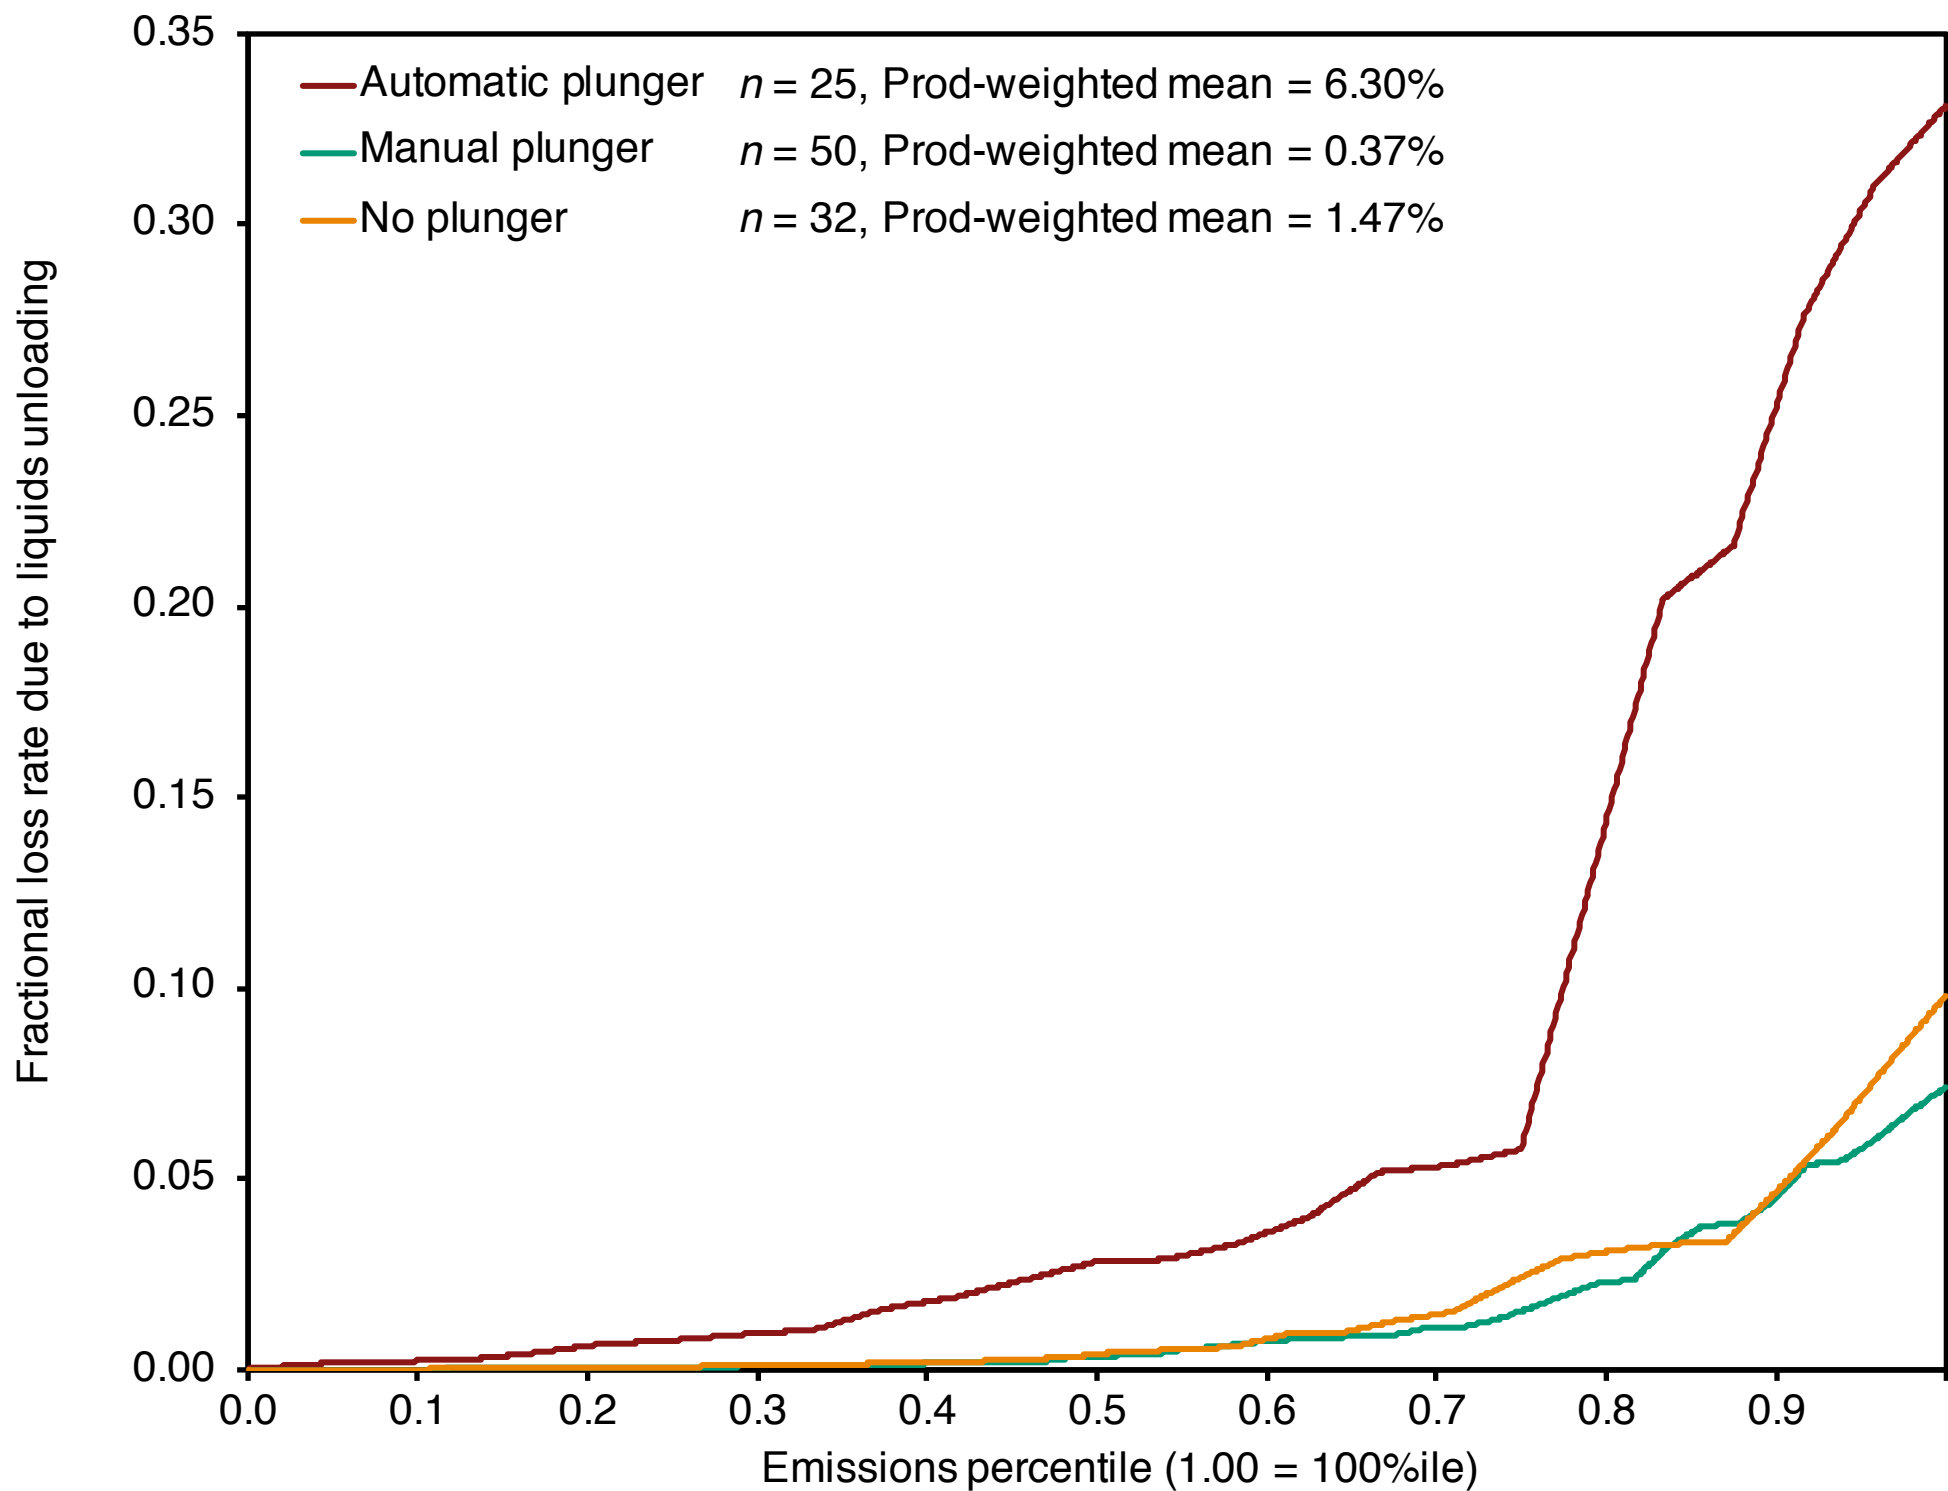 0.35
Automatic plunger n = 25, Prod-weighted mean = 6.30%
Manual plunger n = 50, Prod-weighted mean = 0.37%
No plunger n = 32, Prod-weighted mean = 1.47%
0.30
0.25
0.20
0.15
0.10
0.05
0.00
Fractional loss rate due to liquids unloading
0.0 0.1 0.2 0.3 0.4 0.5 0.6 0.7 0.8 0.9
Emissions percentile (1.00 = 100%ile)